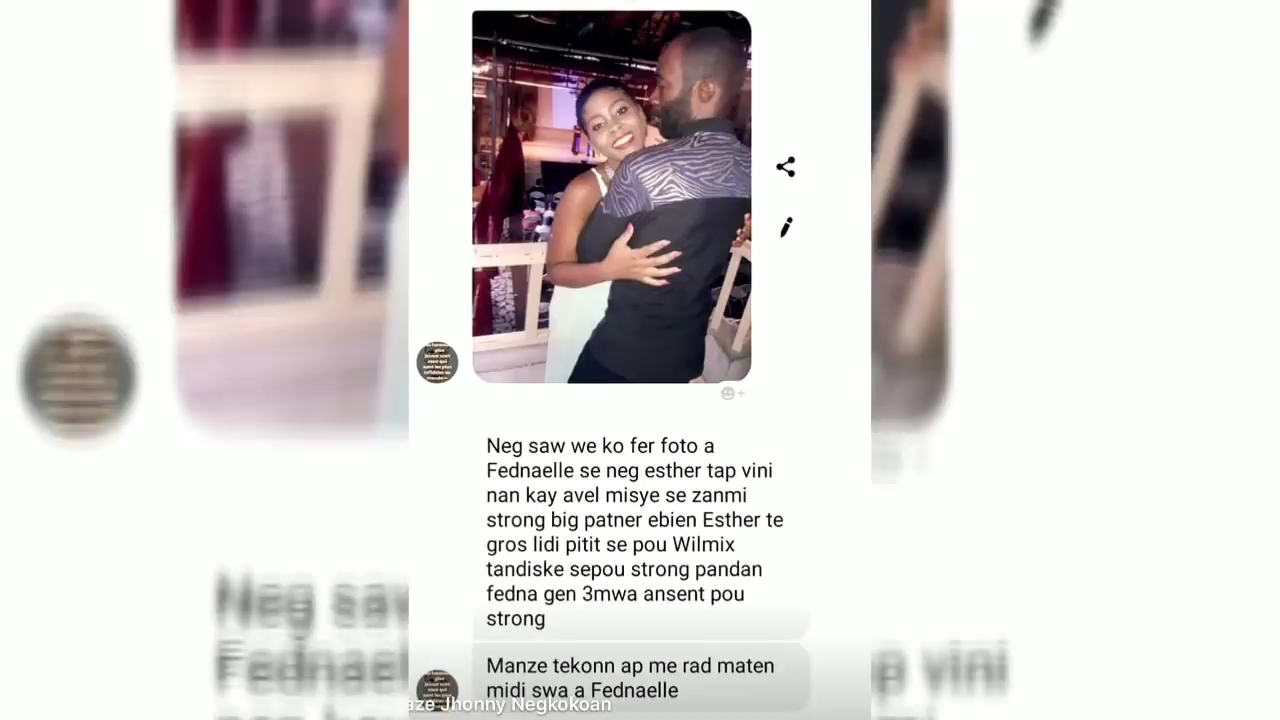 Neg saw we ko fer foto a
Fednaelle se neg esther tap vini
nan kay avel misye se zanmi
strong big patner ebien Esther te
gros lidi pitit se pou Wilmix
tandiske sepou strong pandan
fedna gen 3mwa ansent pou
strong
Manze tekonn ap me rad maten
midi swa a Fednaelle
aze Jhonny Negkokoan